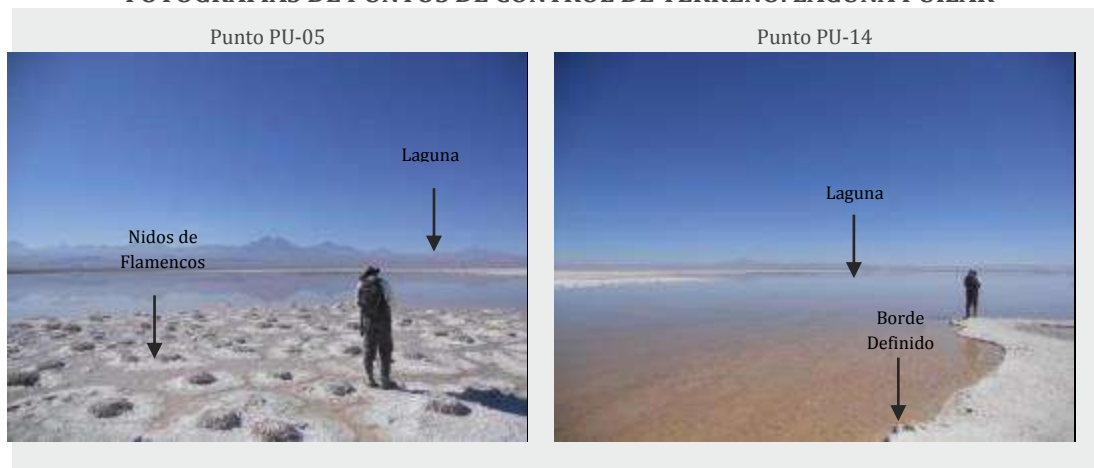 FOTOGRAFÍAS DE PUNTOS DE CONTROL DE TERRENO. LAGUNA PUILAR
Punto PU-05
Punto PU-14
Laguna
Nidos de
Flamencos
Laguna
Borde
Definido